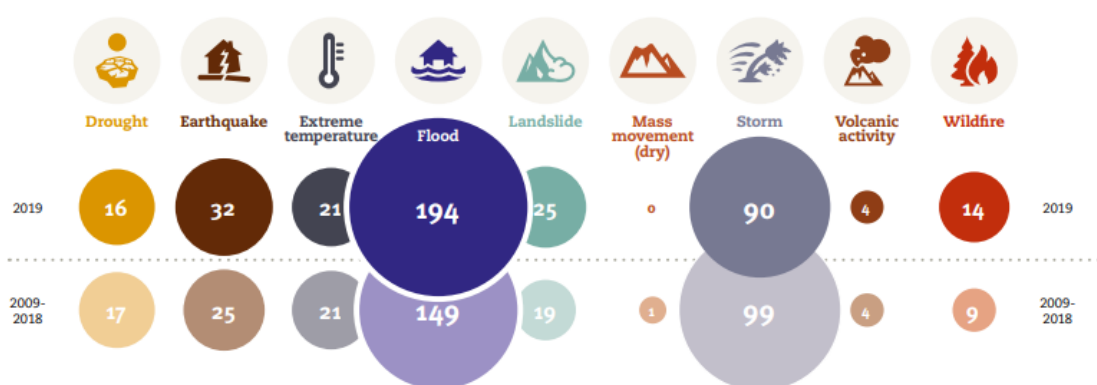 Drought Earthquake Extreme temperature Flood Landslide Mass movement (dry) Storm Volcanic activity Wildfire
2019 16 32 21 194 25 0 90 4 14 2019
2009-2018 17 25 21 149 19 1 99 4 9 2009-2018